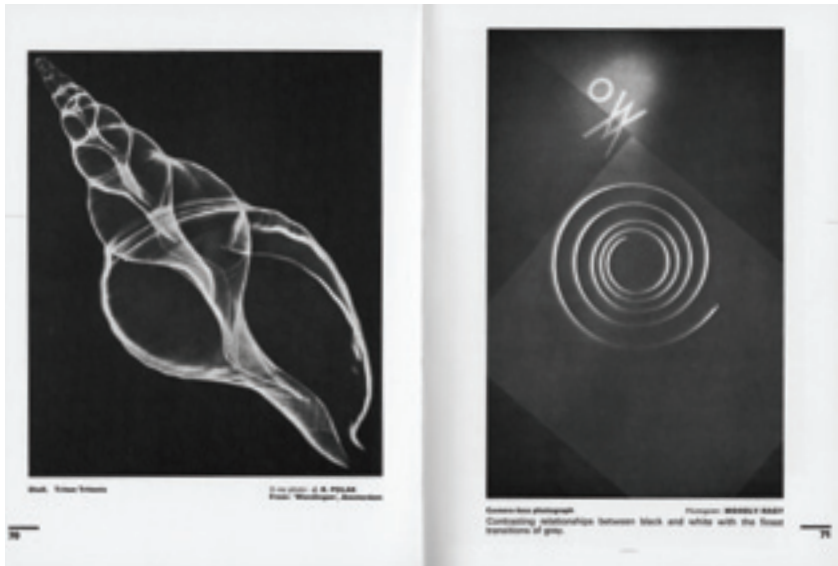 Shell. Triton Tritonis
X-ray photo: J. B. POLAK
From: 'Wendingen', Amsterdam
70
Camera-less photograph
Photogram: MOHOLY-NAGY
Contrasting relationships between black and white with the finest
transitions of grey.
71